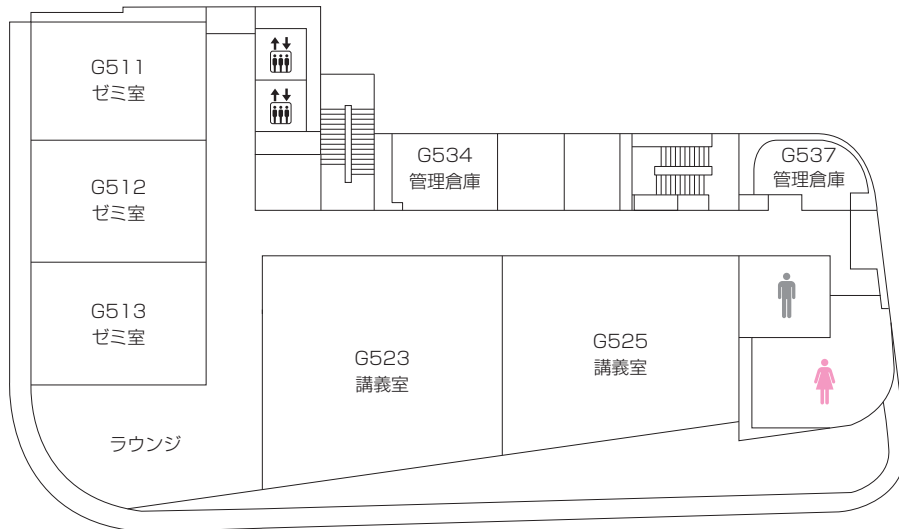 G511
ゼミ室
G512
ゼミ室
G513
ゼミ室
ラウンジ
G534
管理倉庫
G537
管理倉庫
G523
講義室
G525
講義室